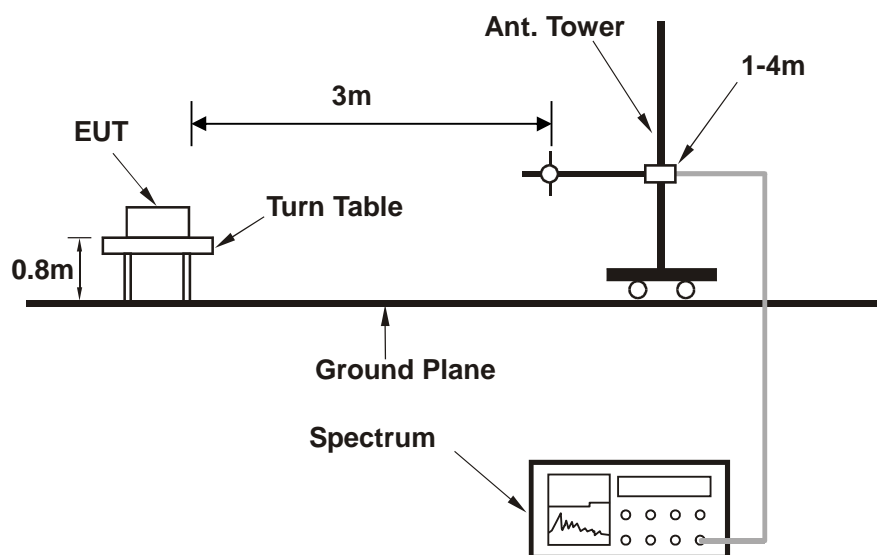 Ant. Tower
1-4m
3m
EUT
Turn Table
0.8m
Ground Plane
Spectrum